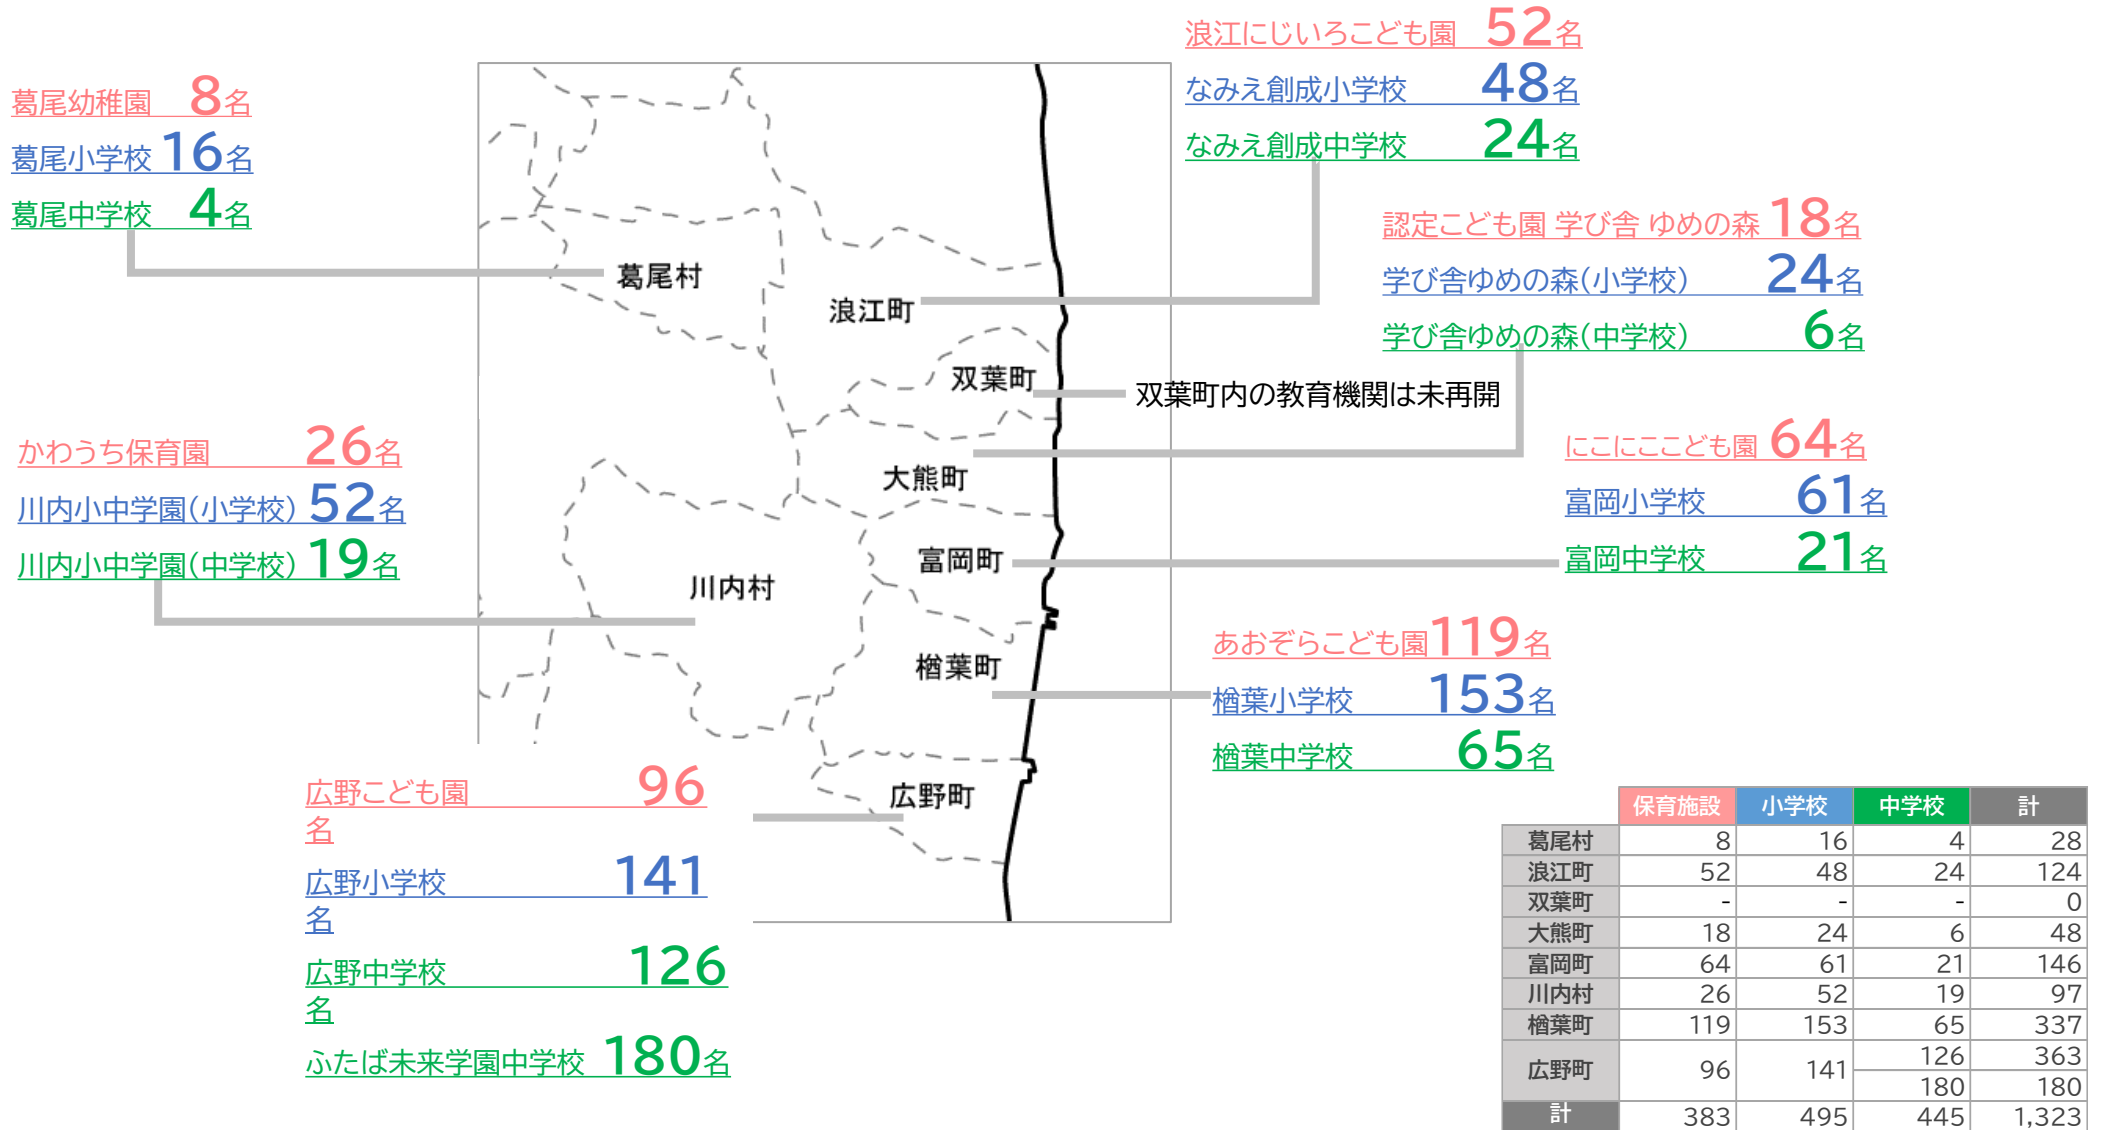 浪江にじいろこども園 52名
なみえ創成小学校 48名
なみえ創成中学校 24名
葛尾幼稚園 8名
葛尾小学校 16名
葛尾中学校 4名
認定こども園 学び舎 ゆめの森 18名
学び舎ゆめの森(小学校) 24名
学び舎ゆめの森(中学校) 6名
葛尾村
浪江町
双葉町
双葉町内の教育機関は未再開
大熊町
かわうち保育園 26名
川内小中学園(小学校) 52名
川内小中学園(中学校) 19名
にこにここども園 64名
富岡小学校 61名
富岡中学校 21名
富岡町
川内村
楢葉町
あおぞらこども園 119名
楢葉小学校 153名
楢葉中学校 65名
広野町
広野こども園 96
名
広野小学校 141
名
広野中学校 126
名
ふたば未来学園中学校 180名
保育施設 小学校 中学校 計
葛尾村 8 16 4 28
浪江町 52 48 24 124
双葉町 - - - 0
大熊町 18 24 6 48
富岡町 64 61 21 146
川内村 26 52 19 97
楢葉町 119 153 65 337
広野町 96 141 126 363
180 180
計 383 495 445 1,323